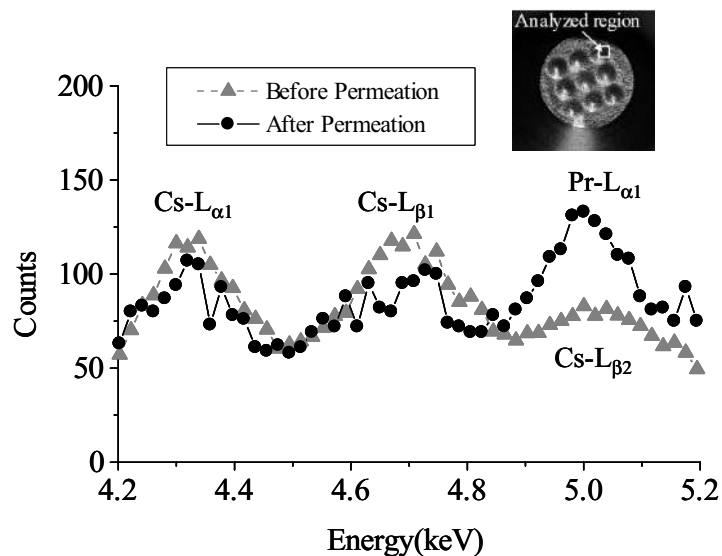 Analyzed region
Before Permeation
After Permeation
200
150
100
50
0
Counts
Cs-Lα1
Cs-Lβ1
Pr-Lα1
Cs-Lβ2
4.2 4.4 4.6 4.8 5.0 5.2
Energy(keV)